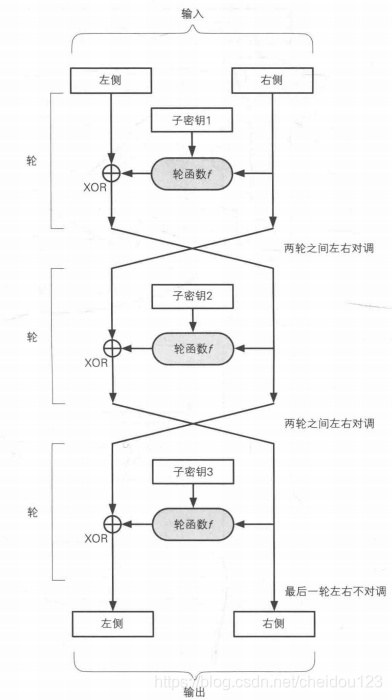 输入
左侧
右侧
子密钥1
轮
轮函数f
XOR
两轮之间左右对调
子密钥2
轮
轮函数f
XOR
两轮之间左右对调
子密钥3
轮
轮函数f
XOR
最后一轮左右不对调
左侧
右侧
输出
https://blog.csdn.net/cheidou123